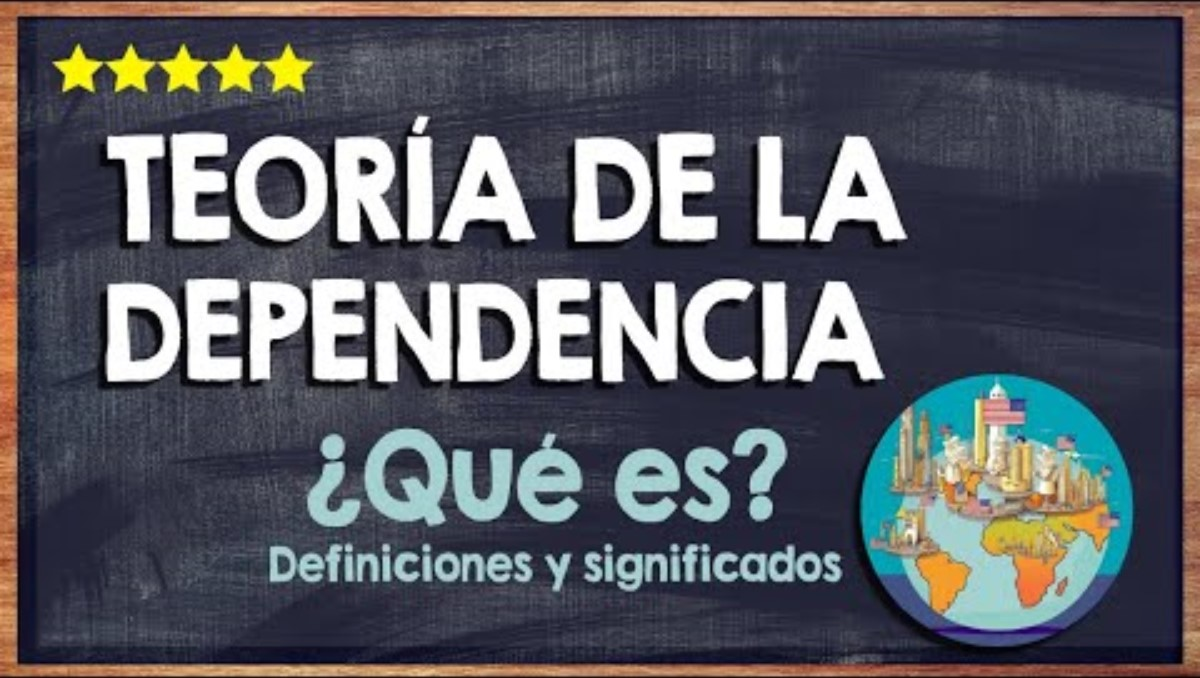 TEORÍA DE LA
DEPENDENCIA
¿Qué es?
Definiciones y significados